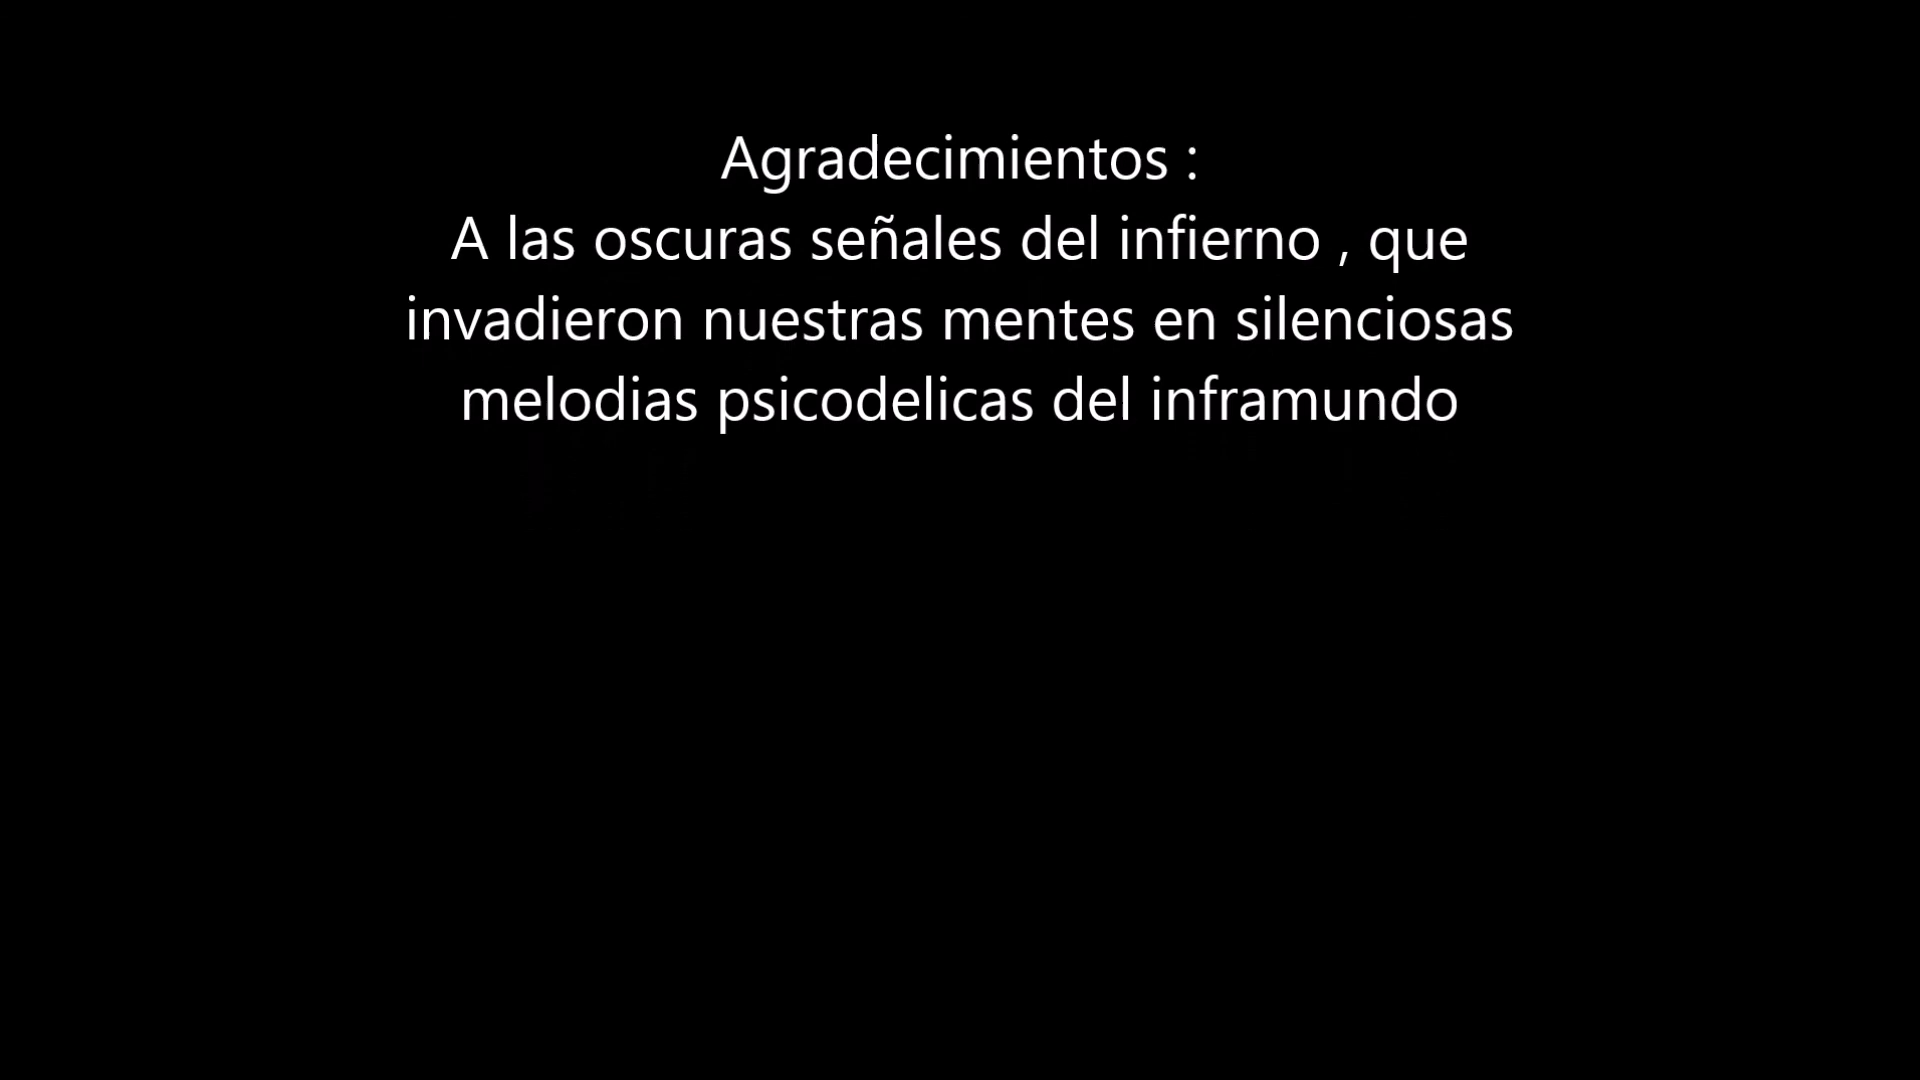 Agradecimientos :
A las oscuras señales del infierno , que
invadieron nuestras mentes en silenciosas
melodias psicodelicas del inframundo